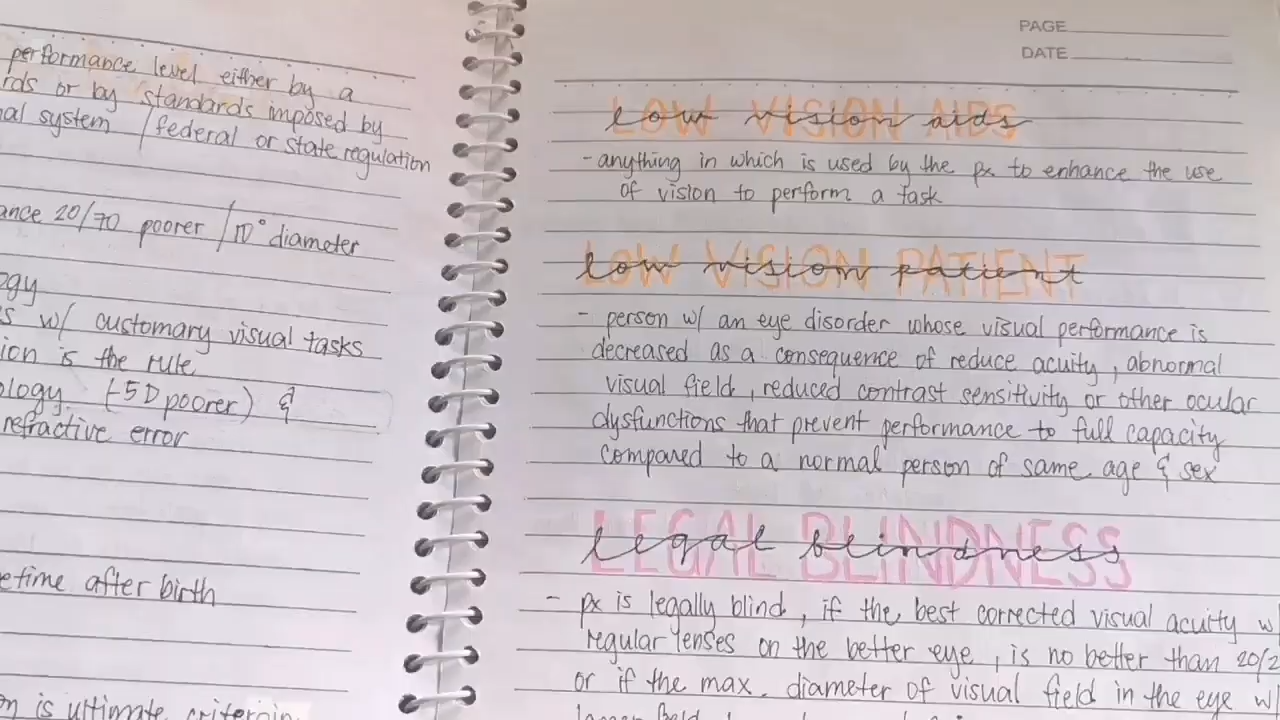 performance level either by a
rds or by standards imposed by
nal system / federal or state regulation
ance 20/70 poorer / 10° diameter
ogy
s w/ customary visual tasks
ion is the rule
ology (-5D poorer) &
refractive error
etime after birth
n is ultimate criterion
PAGE
DATE
LOW VISION AIDS
low vision aids
- anything in which is used by the px to enhance the use
of vision to perform a task
LOW VISION PATIENT
low vision patient
- person w/ an eye disorder whose visual performance is
decreased as a consequence of reduce acuity, abnormal
visual field, reduced contrast sensitivity or other ocular
dysfunctions that prevent performance to full capacity
compared to a normal person of same age & sex
LEGAL BLINDNESS
legal blindness
- px is legally blind, if the best corrected visual acuity w/
regular lenses on the better eye, is no better than 20/2
or if the max. diameter of visual field in the eye w/